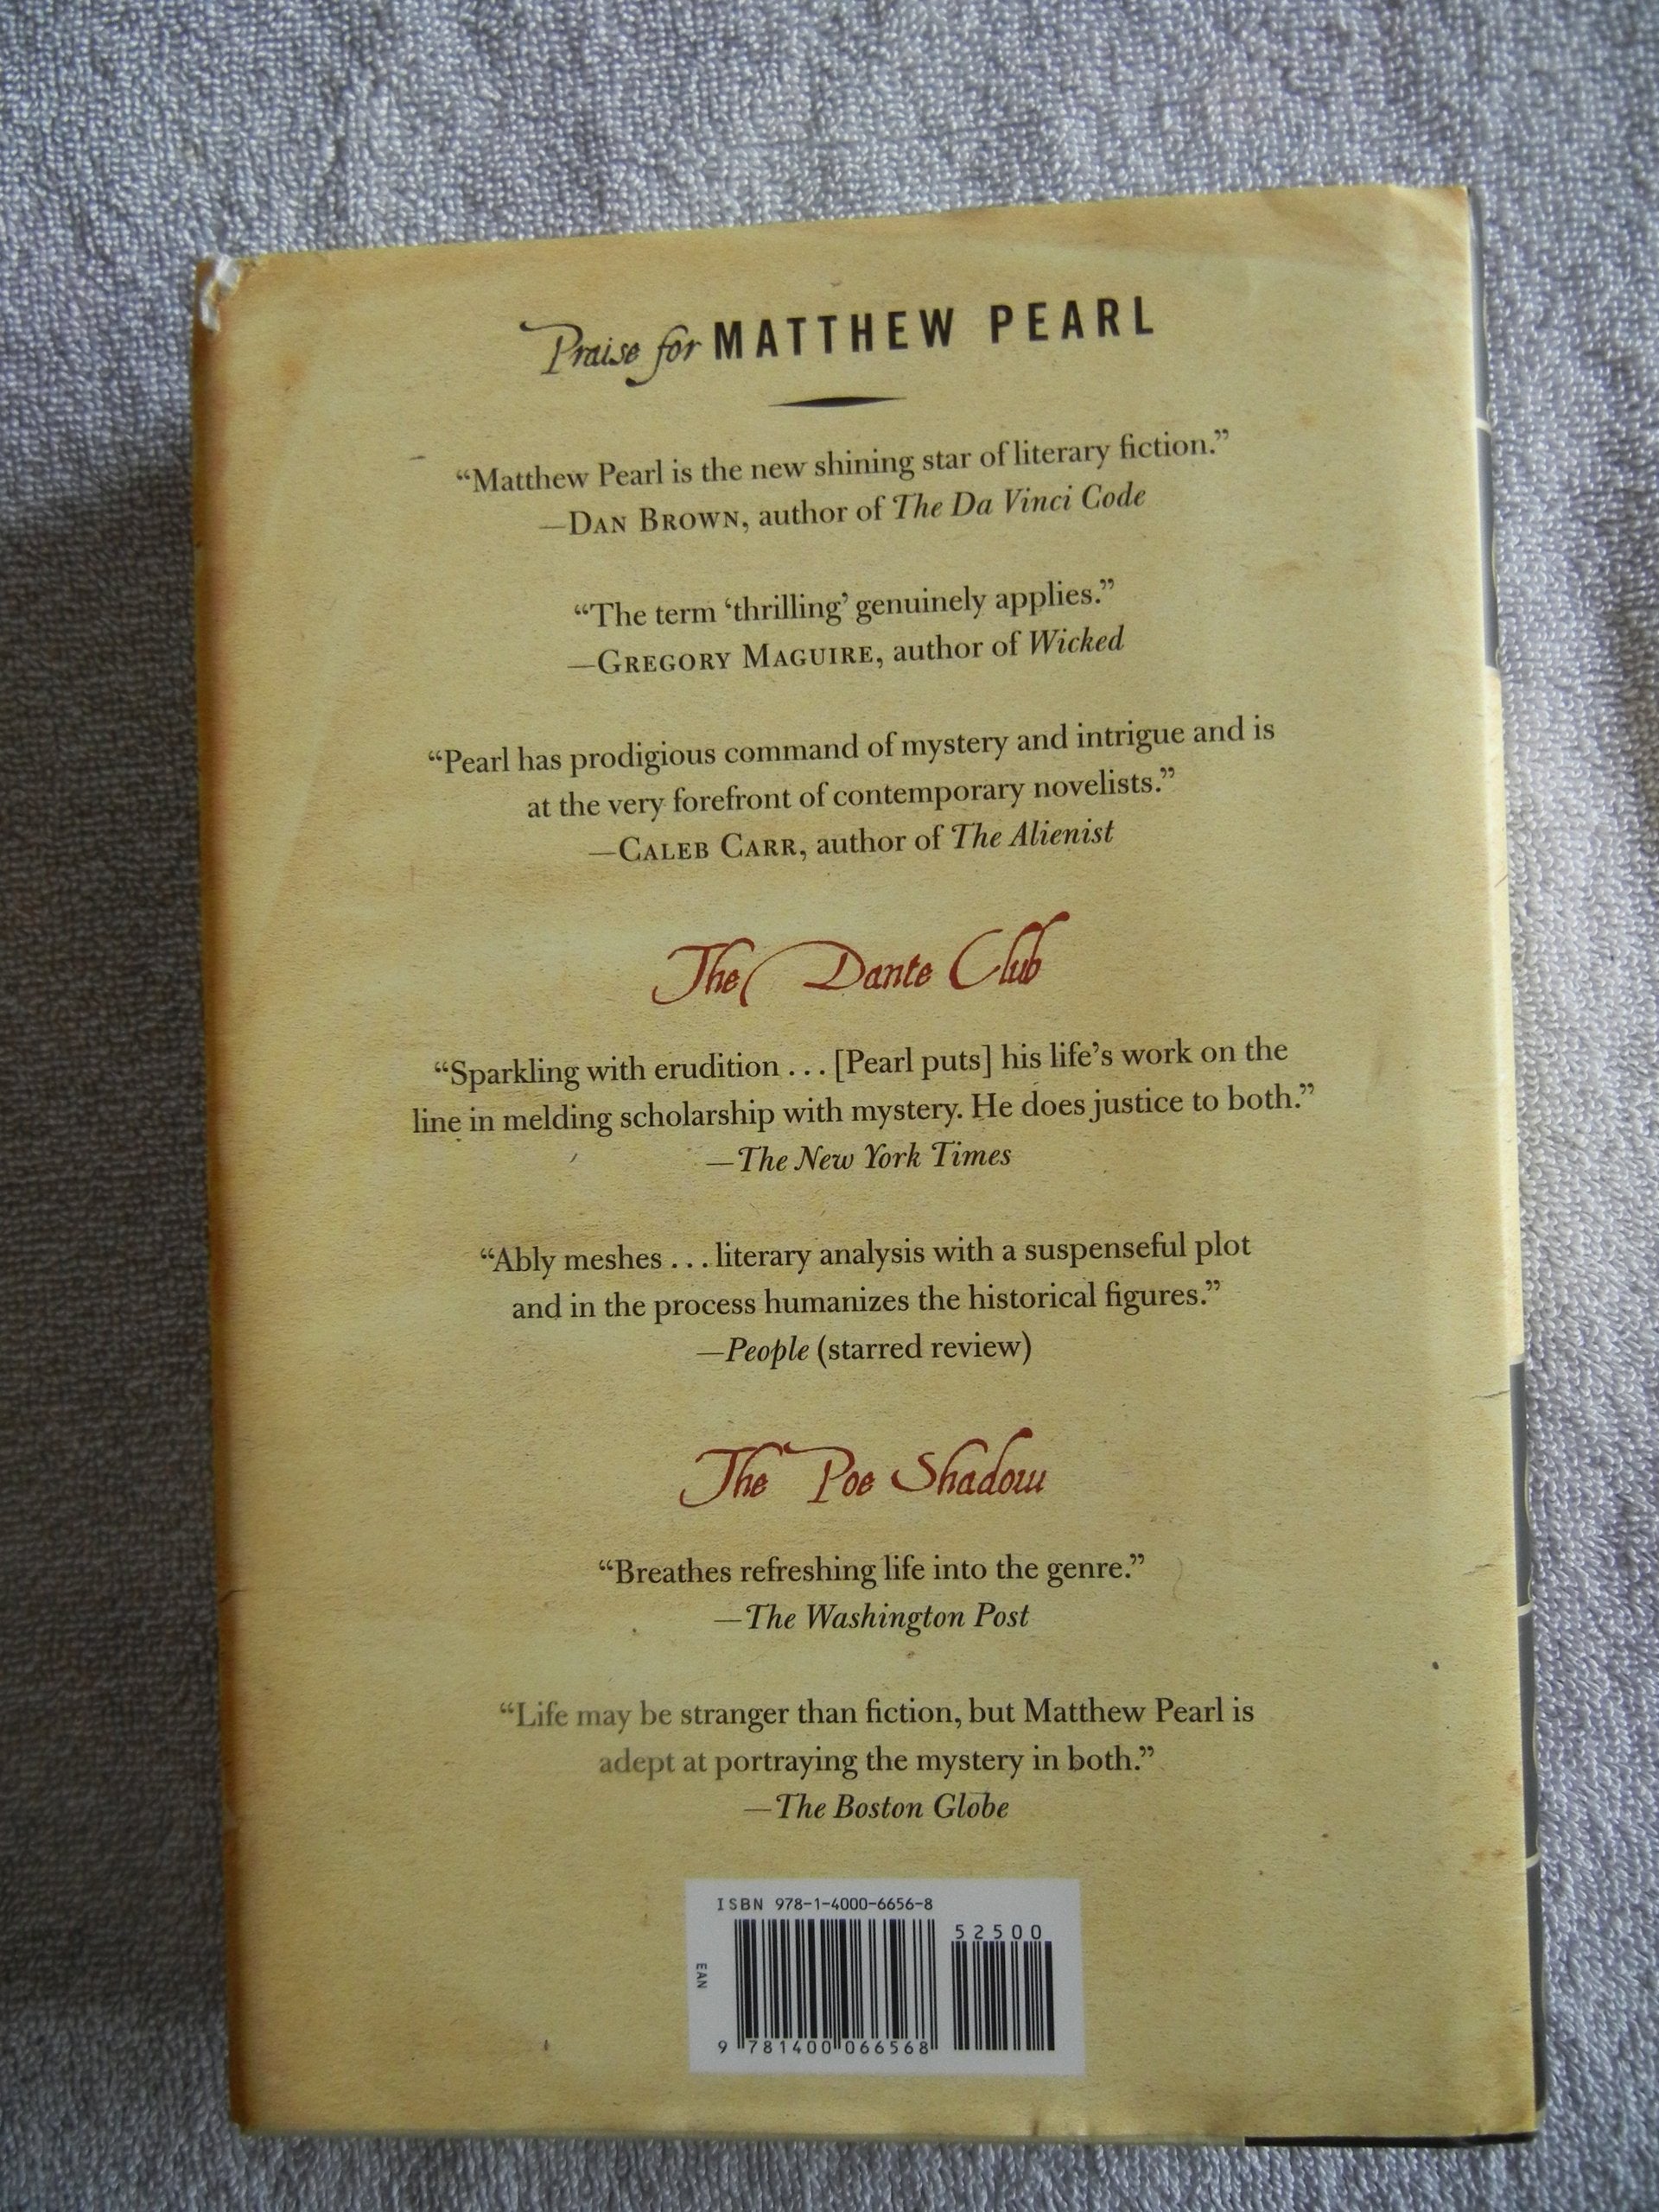 Praise for MATTHEW PEARL
“Matthew Pearl is the new shining star of literary fiction.”
—DAN BROWN, author of The Da Vinci Code
“The term ‘thrilling’ genuinely applies.”
—GREGORY MAGUIRE, author of Wicked
“Pearl has prodigious command of mystery and intrigue and is
at the very forefront of contemporary novelists.”
—CALEB CARR, author of The Alienist
The Dante Club
“Sparkling with erudition . . . [Pearl puts] his life’s work on the
line in melding scholarship with mystery. He does justice to both.”
—The New York Times
“Ably meshes . . . literary analysis with a suspenseful plot
and in the process humanizes the historical figures.”
—People (starred review)
The Poe Shadow
“Breathes refreshing life into the genre.”
—The Washington Post
“Life may be stranger than fiction, but Matthew Pearl is
adept at portraying the mystery in both.”
—The Boston Globe
ISBN 978-1-4000-6656-8
52500
EAN
9 781400 066568